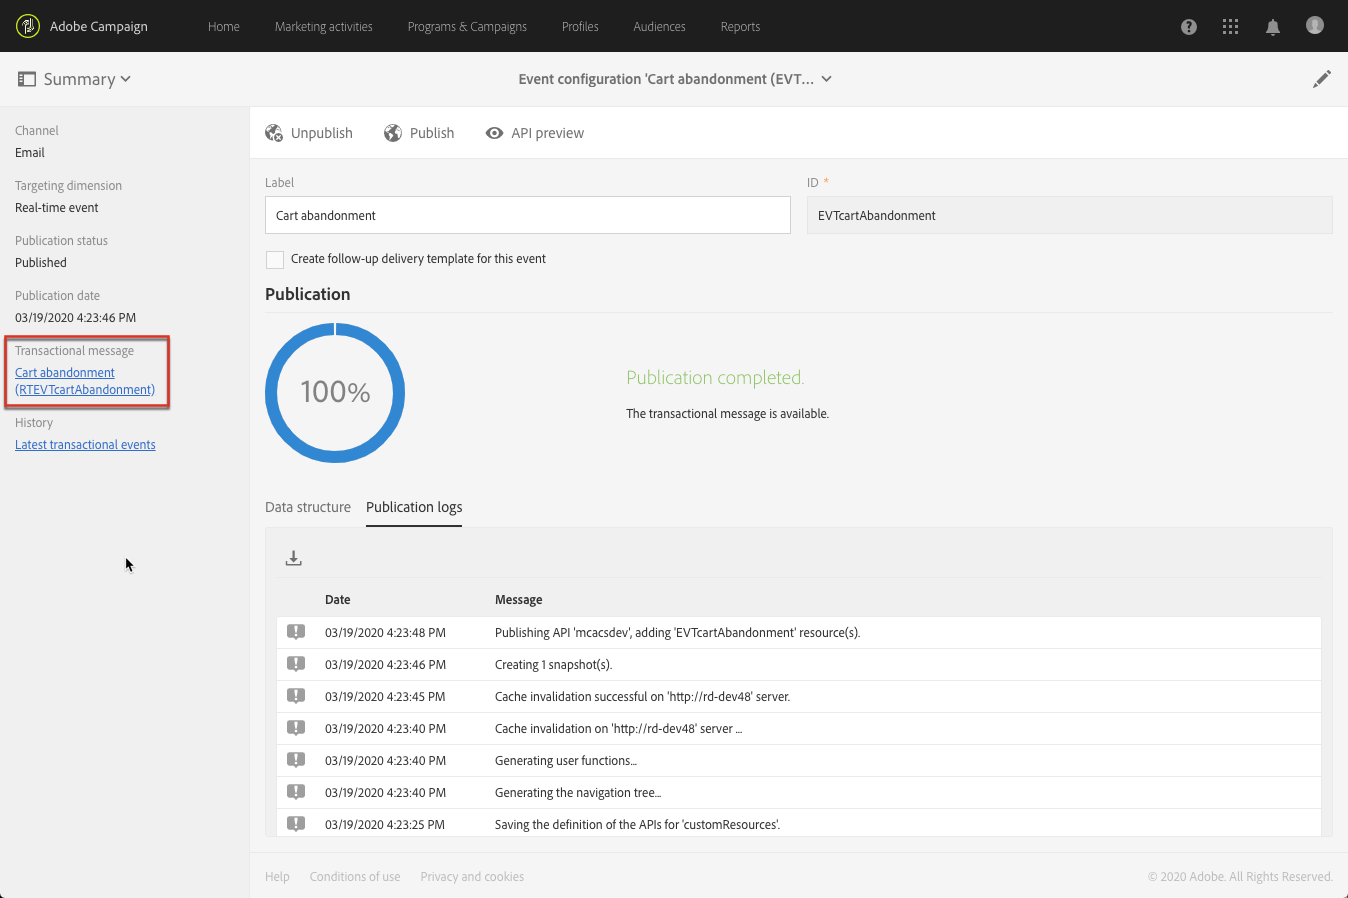 Adobe Campaign
Home
Marketing activities
Programs & Campaigns
Profiles
Audiences
Reports
Summary
Event configuration 'Cart abandonment (EVT...
Channel
Email
Targeting dimension
Real-time event
Publication status
Published
Publication date
03/19/2020 4:23:46 PM
Transactional message
Cart abandonment
(RTEVTcartAbandonment)
History
Latest transactional events
Unpublish
Publish
API preview
Label
ID *
Cart abandonment
EVTcartAbandonment
Create follow-up delivery template for this event
Publication
100%
Publication completed.
The transactional message is available.
Data structure
Publication logs
Date Message
03/19/2020 4:23:48 PM Publishing API 'mcacsdev', adding 'EVTcartAbandonment' resource(s).
03/19/2020 4:23:46 PM Creating 1 snapshot(s).
03/19/2020 4:23:45 PM Cache invalidation successful on 'http://rd-dev48' server.
03/19/2020 4:23:40 PM Cache invalidation on 'http://rd-dev48' server ...
03/19/2020 4:23:40 PM Generating user functions...
03/19/2020 4:23:40 PM Generating the navigation tree...
03/19/2020 4:23:25 PM Saving the definition of the APIs for 'customResources'.
Help
Conditions of use
Privacy and cookies
© 2020 Adobe. All Rights Reserved.